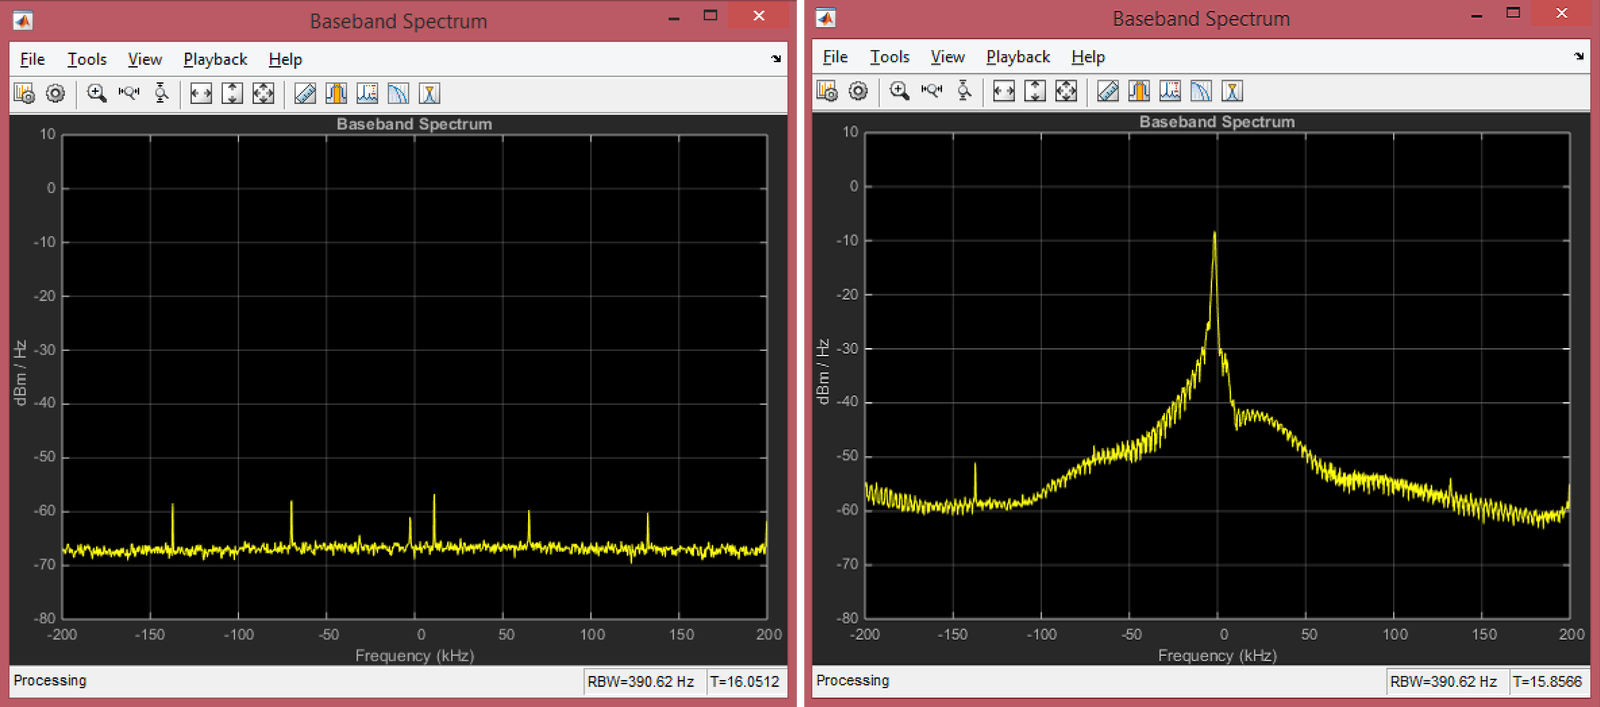 Baseband Spectrum
File Tools View Playback Help
Baseband Spectrum
10
0
-10
-20
-30
-40
-50
-60
-70
-80
dBm / Hz
-200 -150 -100 -50 0 50 100 150 200
Frequency (kHz)
Processing RBW=390.62 Hz T=16.0512
Baseband Spectrum
File Tools View Playback Help
Baseband Spectrum
10
0
-10
-20
-30
-40
-50
-60
-70
-80
dBm / Hz
-200 -150 -100 -50 0 50 100 150 200
Frequency (kHz)
Processing RBW=390.62 Hz T=15.8566